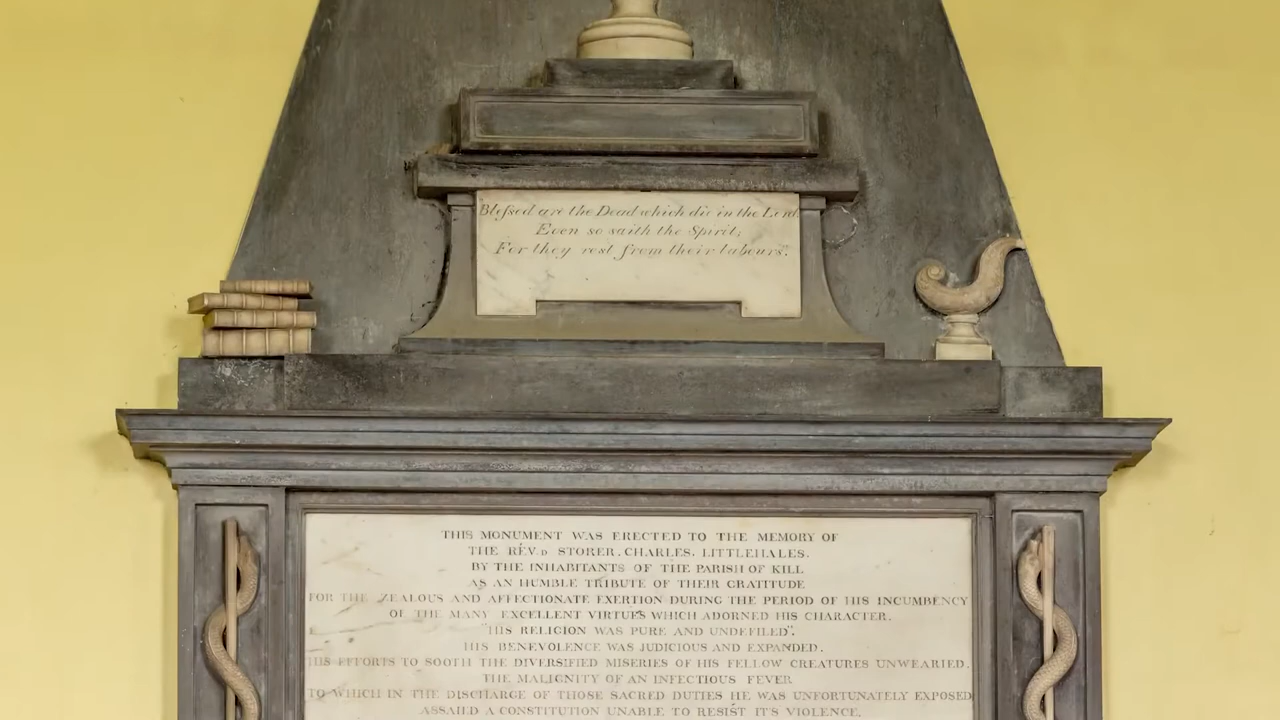 Blessed are the Dead which die in the Lord,
Even so saith the Spirit;
For they rest from their labours.
THIS MONUMENT WAS ERECTED TO THE MEMORY OF
THE REV.D STORER. CHARLES. LITTLEHALES.
BY THE INHABITANTS OF THE PARISH OF KILL
AS AN HUMBLE TRIBUTE OF THEIR GRATITUDE
FOR THE ZEALOUS AND AFFECTIONATE EXERTION DURING THE PERIOD OF HIS INCUMBENCY
OF THE MANY EXCELLENT VIRTUES WHICH ADORNED HIS CHARACTER.
"HIS RELIGION WAS PURE AND UNDEFILED".
HIS BENEVOLENCE WAS JUDICIOUS AND EXPANDED.
HIS EFFORTS TO SOOTH THE DIVERSIFIED MISERIES OF HIS FELLOW CREATURES UNWEARIED.
THE MALIGNITY OF AN INFECTIOUS FEVER
TO WHICH IN THE DISCHARGE OF THOSE SACRED DUTIES HE WAS UNFORTUNATELY EXPOSED
ASSAILD A CONSTITUTION UNABLE TO RESIST ITS VIOLENCE.